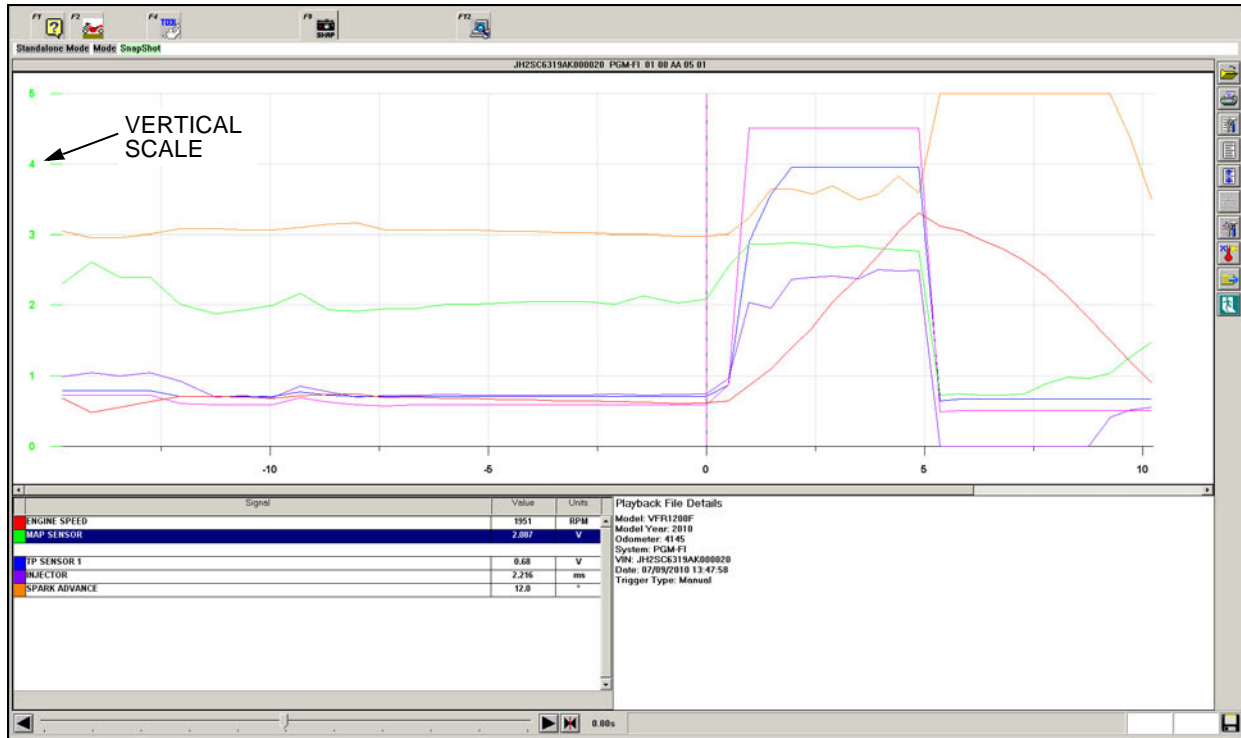 F1 F2 F4 TOOL F9 SNAP F12
Standalone Mode Mode SnapShot
JH2SC6319AK000020 PGM-FI 01 00 AA 05 01
5
VERTICAL
SCALE
4
3
2
1
0
-10 -5 0 5 10
Signal Value Units
ENGINE SPEED 1951 RPM
MAP SENSOR 2.087 V
TP SENSOR 1 0.68 V
INJECTOR 2.216 ms
SPARK ADVANCE 12.0 °
Playback File Details
Model: VFR1200F
Model Year: 2010
Odometer: 4145
System: PGM-FI
VIN: JH2SC6319AK000020
Date: 07/09/2010 13:47:58
Trigger Type: Manual
0.00s